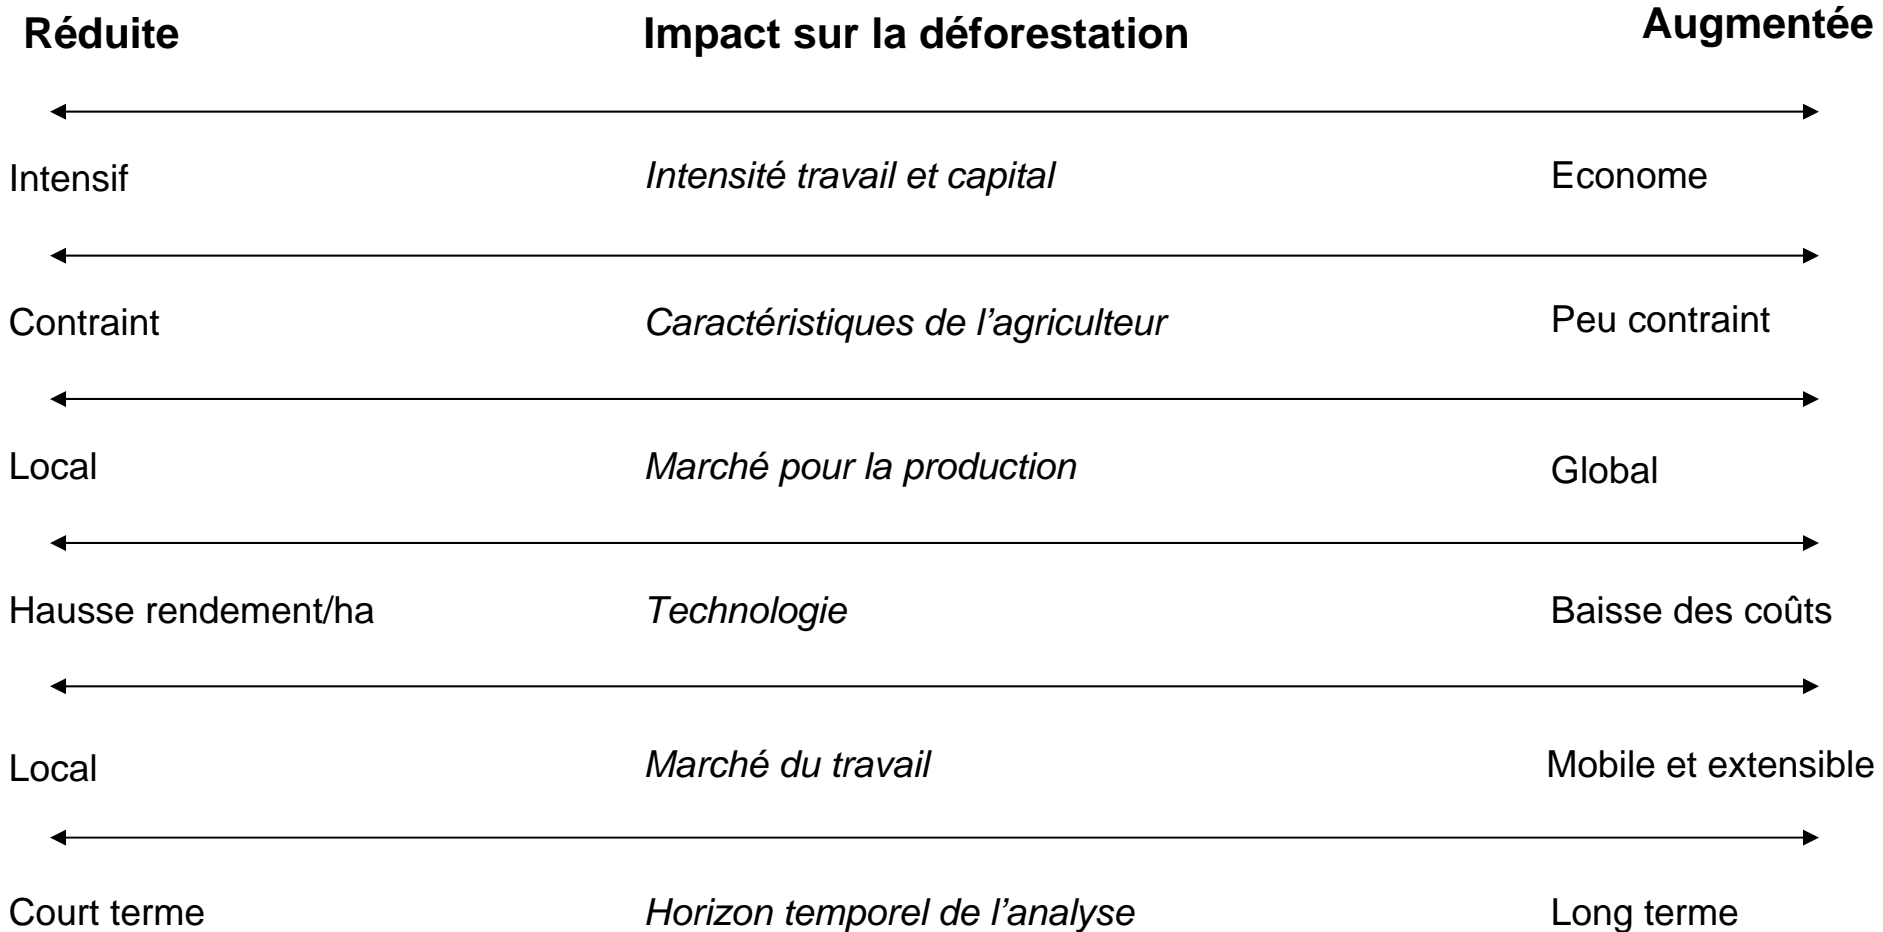 Réduite Impact sur la déforestation Augmentée
Intensif Intensité travail et capital Econome
Contraint Caractéristiques de l’agriculteur Peu contraint
Local Marché pour la production Global
Hausse rendement/ha Technologie Baisse des coûts
Local Marché du travail Mobile et extensible
Court terme Horizon temporel de l’analyse Long terme